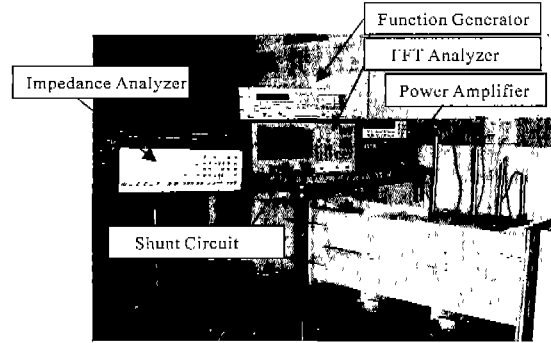 Function Generator
FFT Analyzer
Impedance Analyzer
Power Amplifier
Shunt Circuit